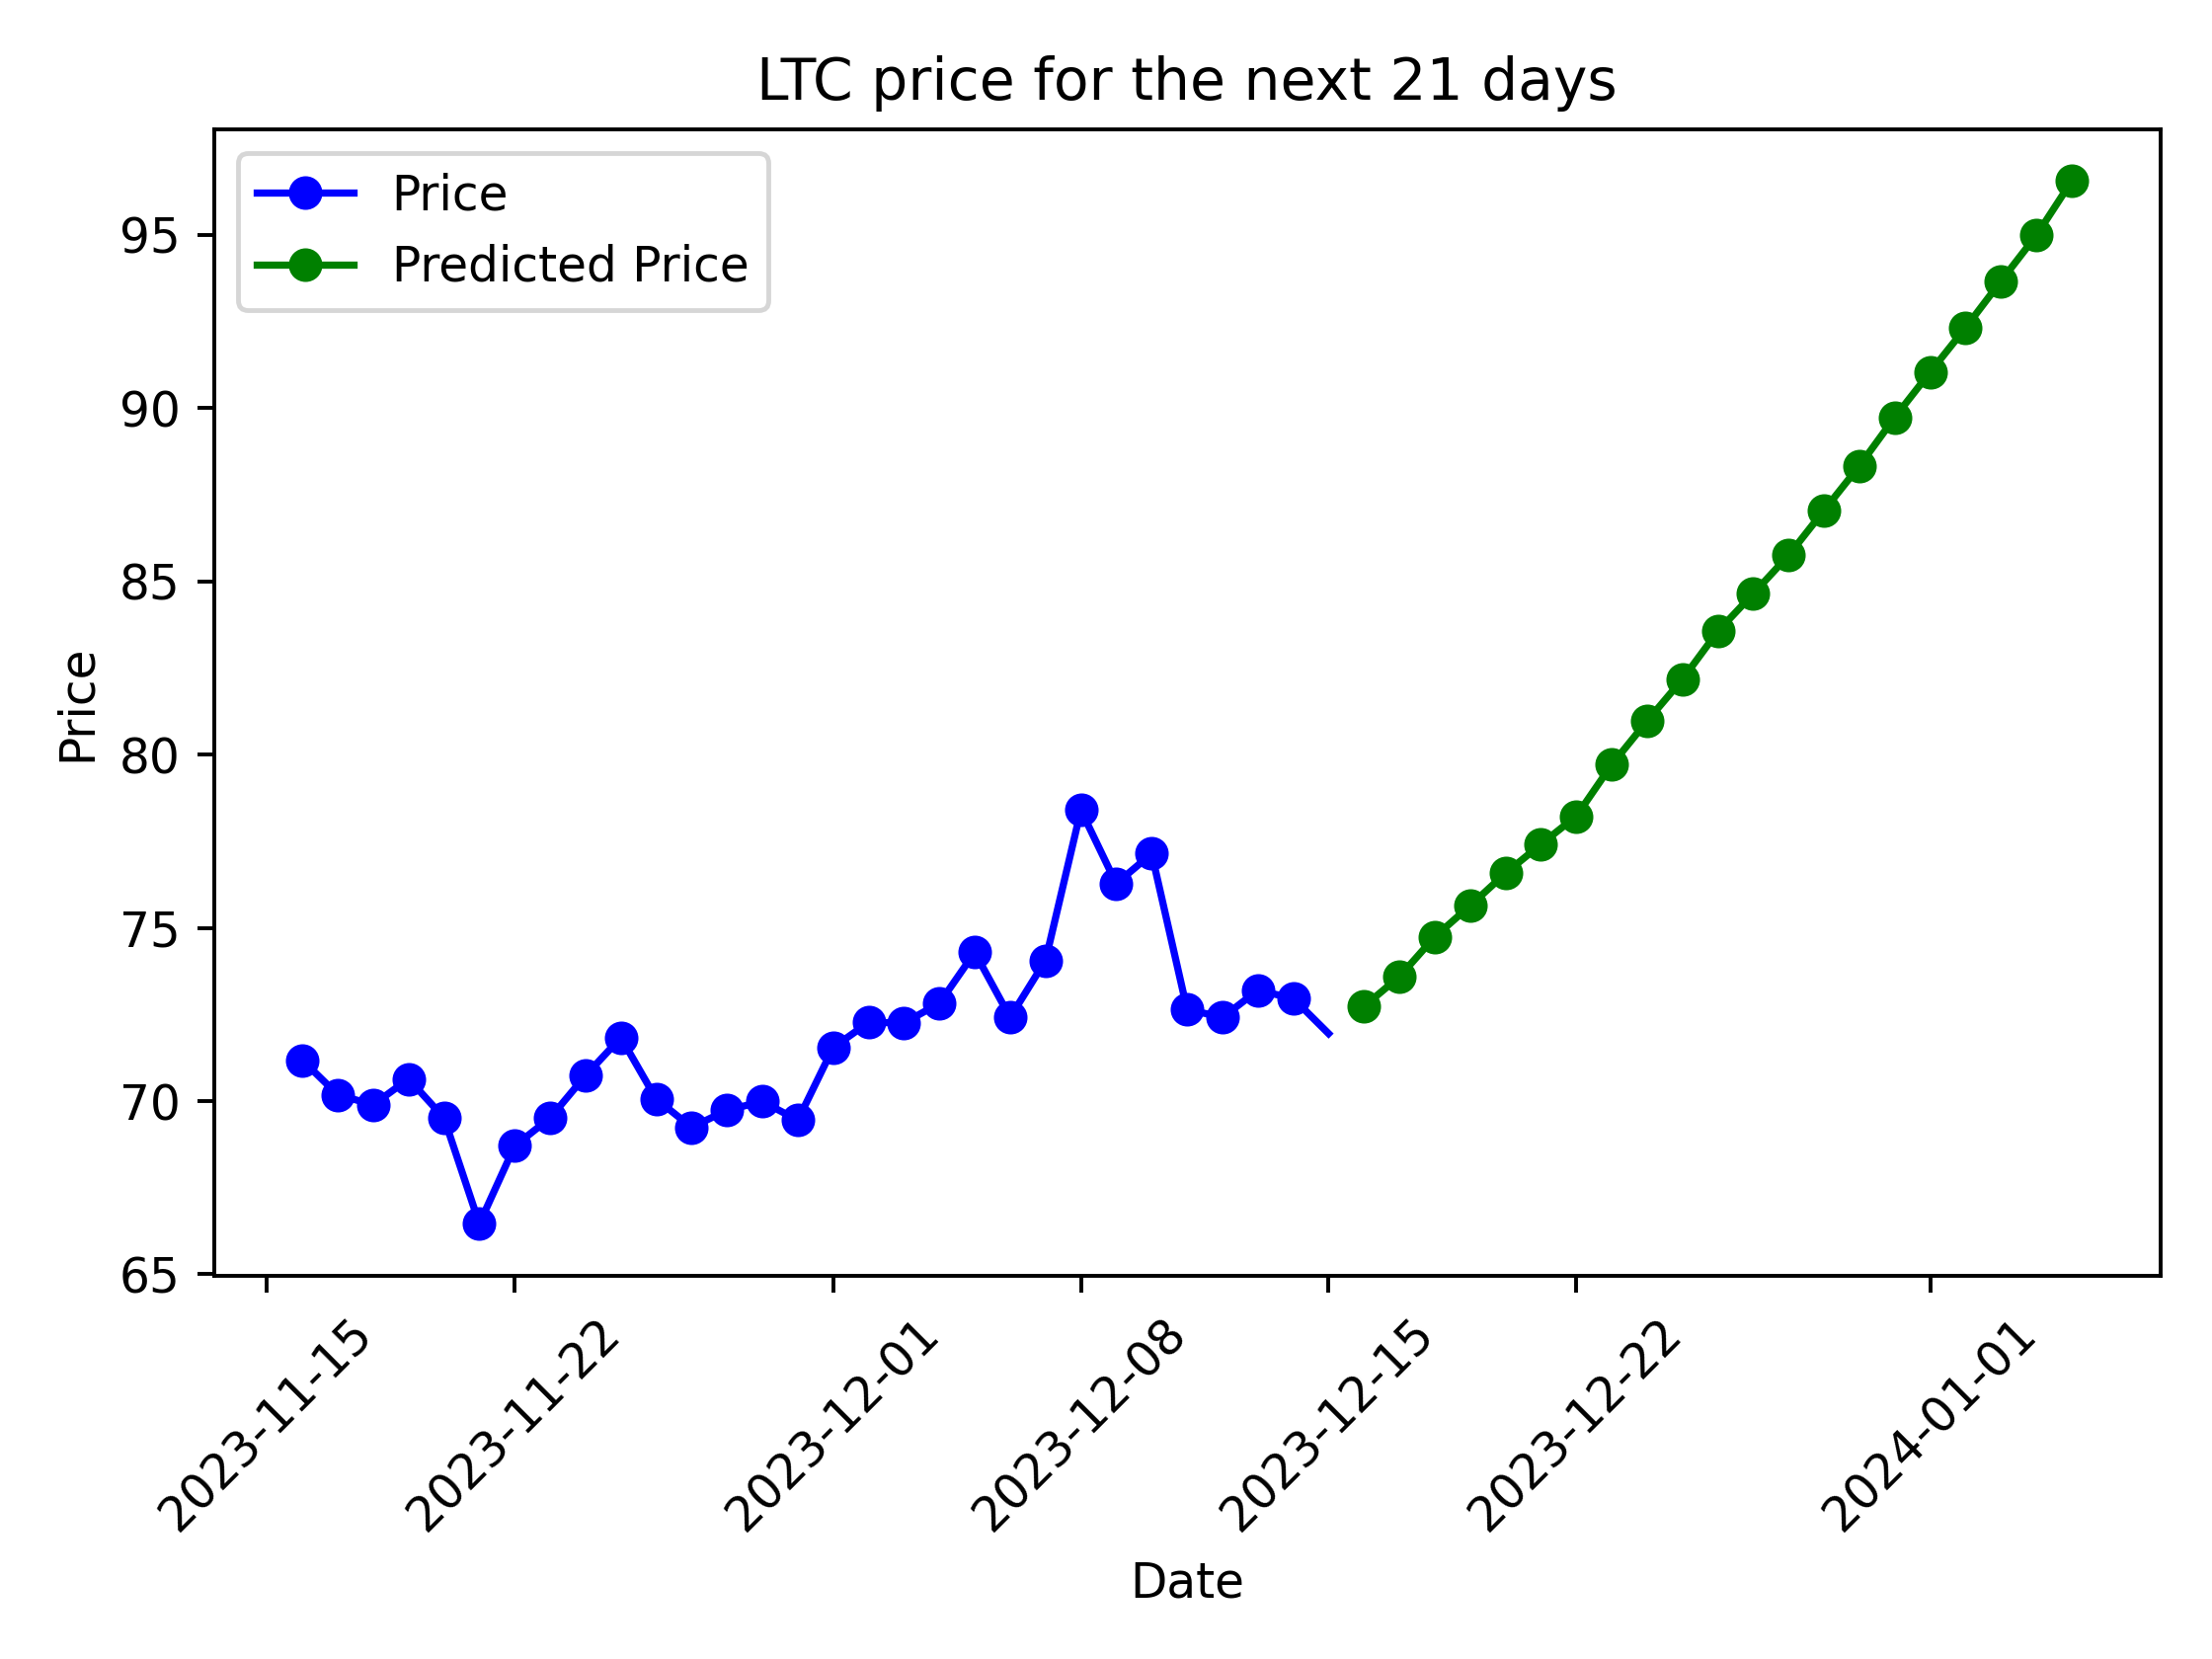 LTC price for the next 21 days
Price
Predicted Price
95
90
85
80
75
70
65
Price
2023-11-15
2023-11-22
2023-12-01
2023-12-08
2023-12-15
2023-12-22
2024-01-01
Date